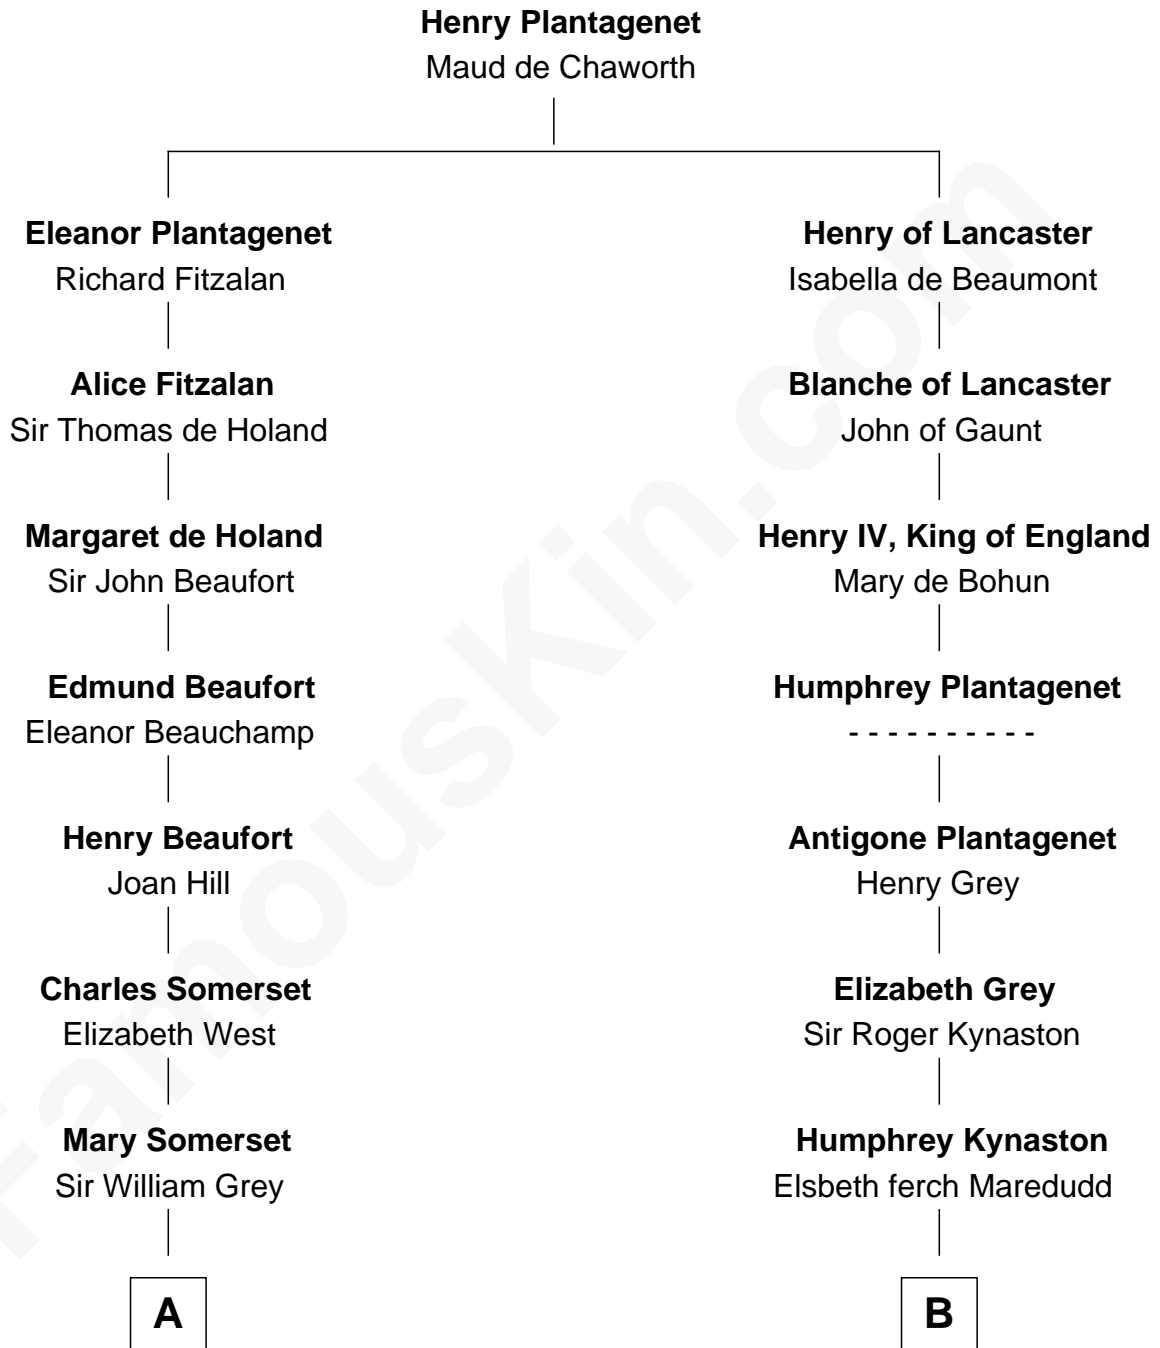 Henry Plantagenet
Maud de Chaworth
Eleanor Plantagenet
Richard Fitzalan
Henry of Lancaster
Isabella de Beaumont
Alice Fitzalan
Sir Thomas de Holand
Blanche of Lancaster
John of Gaunt
Margaret de Holand
Sir John Beaufort
Henry IV, King of England
Mary de Bohun
Edmund Beaufort
Eleanor Beauchamp
Humphrey Plantagenet
- - - - - - - - - -
Henry Beaufort
Joan Hill
Antigone Plantagenet
Henry Grey
Charles Somerset
Elizabeth West
Elizabeth Grey
Sir Roger Kynaston
Mary Somerset
Sir William Grey
Humphrey Kynaston
Elsbeth ferch Maredudd
A
B
FamousKin.com